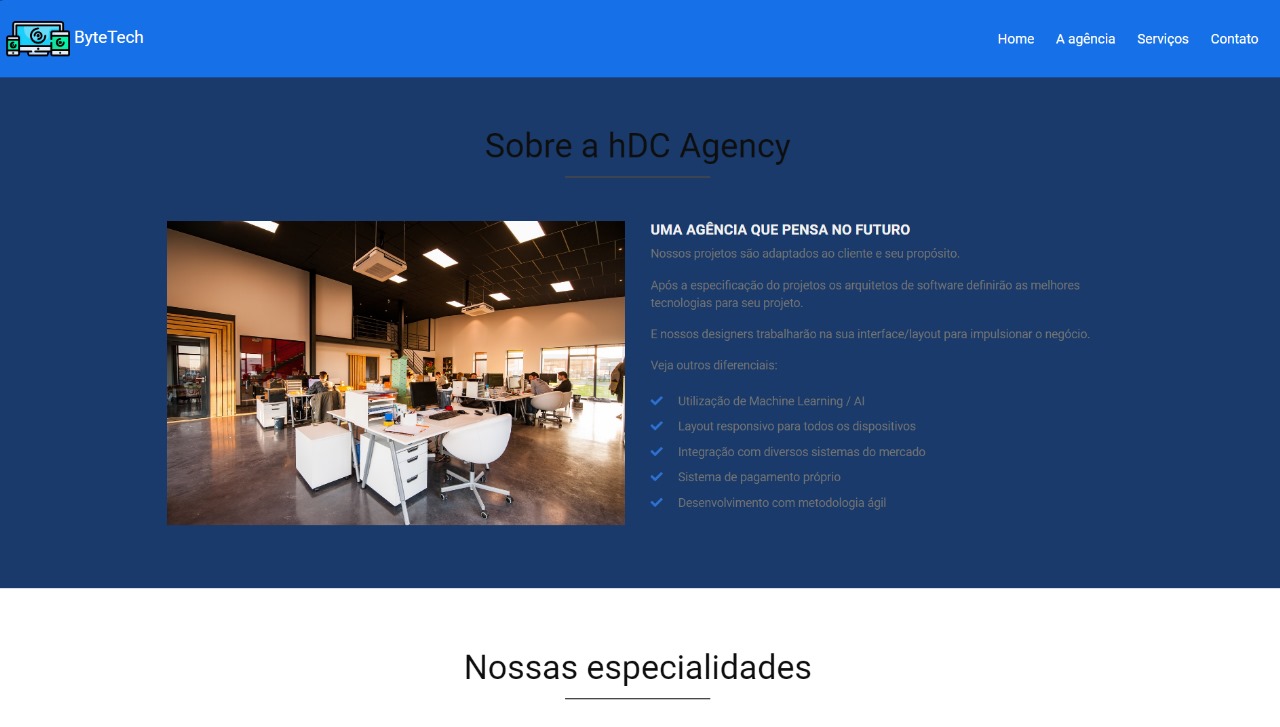 ByteTech
Home
A agência
Serviços
Contato
Sobre a hDC Agency
UMA AGÊNCIA QUE PENSA NO FUTURO
Nossos projetos são adaptados ao cliente e seu propósito.
Após a especificação do projetos os arquitetos de software definirão as melhores
tecnologias para seu projeto.
E nossos designers trabalharão na sua interface/layout para impulsionar o negócio.
Veja outros diferenciais:
Utilização de Machine Learning / AI
Layout responsivo para todos os dispositivos
Integração com diversos sistemas do mercado
Sistema de pagamento próprio
Desenvolvimento com metodologia ágil
Nossas especialidades